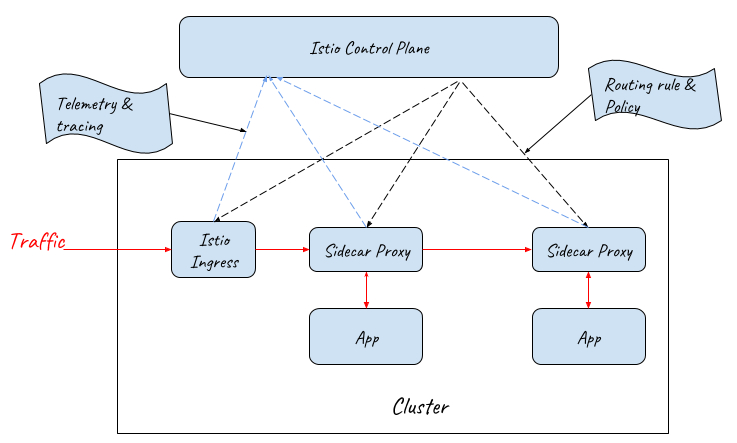 Istio Control Plane
Telemetry &
tracing
Routing rule &
Policy
Traffic
Istio
Ingress
Sidecar Proxy
Sidecar Proxy
App
App
Cluster